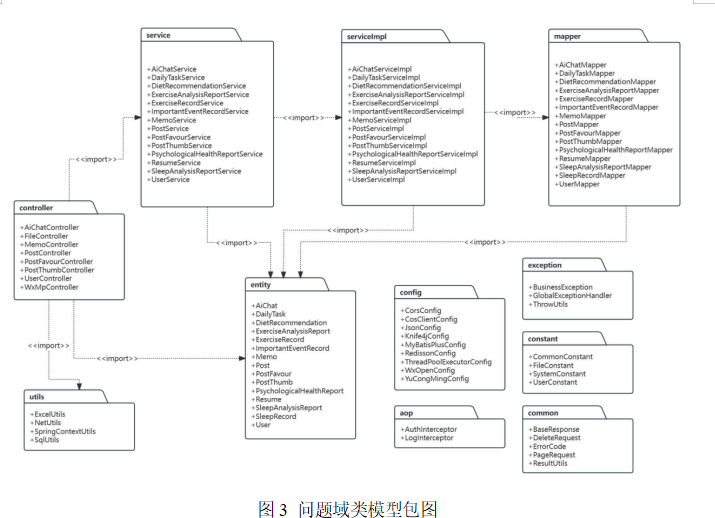 service
+AiChatService
+DailyTaskService
+DietRecommendationService
+ExerciseAnalysisReportService
+ExerciseRecordService
+ImportantEventRecordService
+MemoService
+PostService
+PostFavourService
+PostThumbService
+PsychologicalHealthReportService
+ResumeService
+SleepAnalysisReportService
+UserService
<<import>>
serviceImpl
+AiChatServiceImpl
+DailyTaskServiceImpl
+DietRecommendationServiceImpl
+ExerciseAnalysisReportServiceImpl
+ExerciseRecordServiceImpl
+ImportantEventRecordServiceImpl
+MemoServiceImpl
+PostServiceImpl
+PostFavourServiceImpl
+PostThumbServiceImpl
+PsychologicalHealthReportServiceImpl
+ResumeServiceImpl
+SleepAnalysisReportServiceImpl
+UserServiceImpl
<<import>>
mapper
+AiChatMapper
+DailyTaskMapper
+DietRecommendationMapper
+ExerciseAnalysisReportMapper
+ExerciseRecordMapper
+ImportantEventRecordMapper
+MemoMapper
+PostMapper
+PostFavourMapper
+PostThumbMapper
+PsychologicalHealthReportMapper
+ResumeMapper
+SleepAnalysisReportMapper
+SleepRecordMapper
+UserMapper
<<import>>
controller
+AiChatController
+FileController
+MemoController
+PostController
+PostFavourController
+PostThumbController
+UserController
+WxMpController
<<import>>
<<import>>
<<import>>
<<import>>
<<import>>
entity
+AiChat
+DailyTask
+DietRecommendation
+ExerciseAnalysisReport
+ExerciseRecord
+ImportantEventRecord
+Memo
+Post
+PostFavour
+PostThumb
+PsychologicalHealthReport
+Resume
+SleepAnalysisReport
+SleepRecord
+User
utils
+ExcelUtils
+NetUtils
+SpringContextUtils
+SqlUtils
config
+CorsConfig
+CosClientConfig
+JsonConfig
+Knife4jConfig
+MyBatisPlusConfig
+RedissonConfig
+ThreadPoolExecutorConfig
+WxOpenConfig
+YuCongMingConfig
aop
+AuthInterceptor
+LogInterceptor
exception
+BusinessException
+GlobalExceptionHandler
+ThrowUtils
constant
+CommonConstant
+FileConstant
+SystemConstant
+UserConstant
common
+BaseResponse
+DeleteRequest
+ErrorCode
+PageRequest
+ResultUtils
图 3 问题域类模型包图